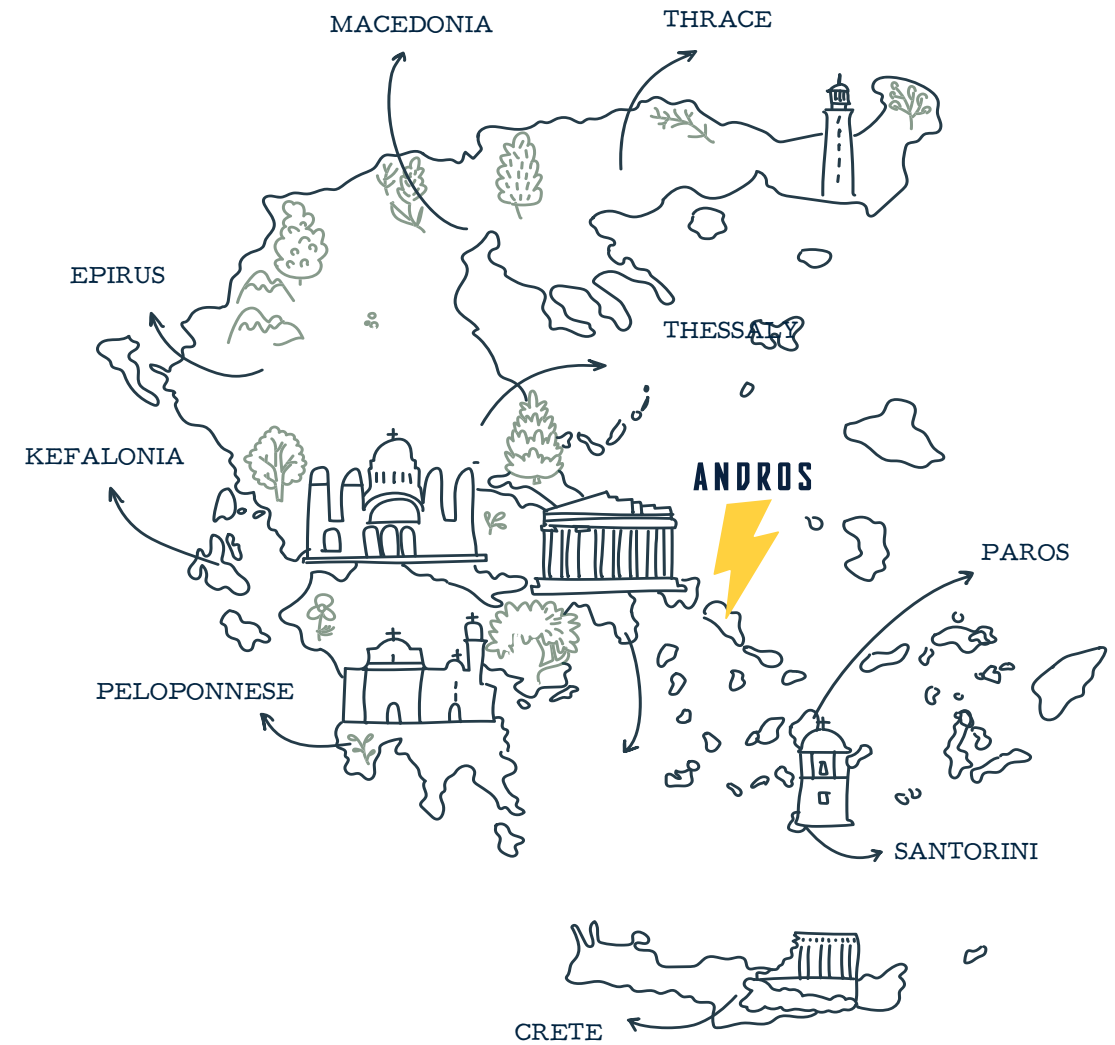 MACEDONIA
THRACE
EPIRUS
THESSALY
KEFALONIA
ANDROS
PAROS
PELOPONNESE
SANTORINI
CRETE